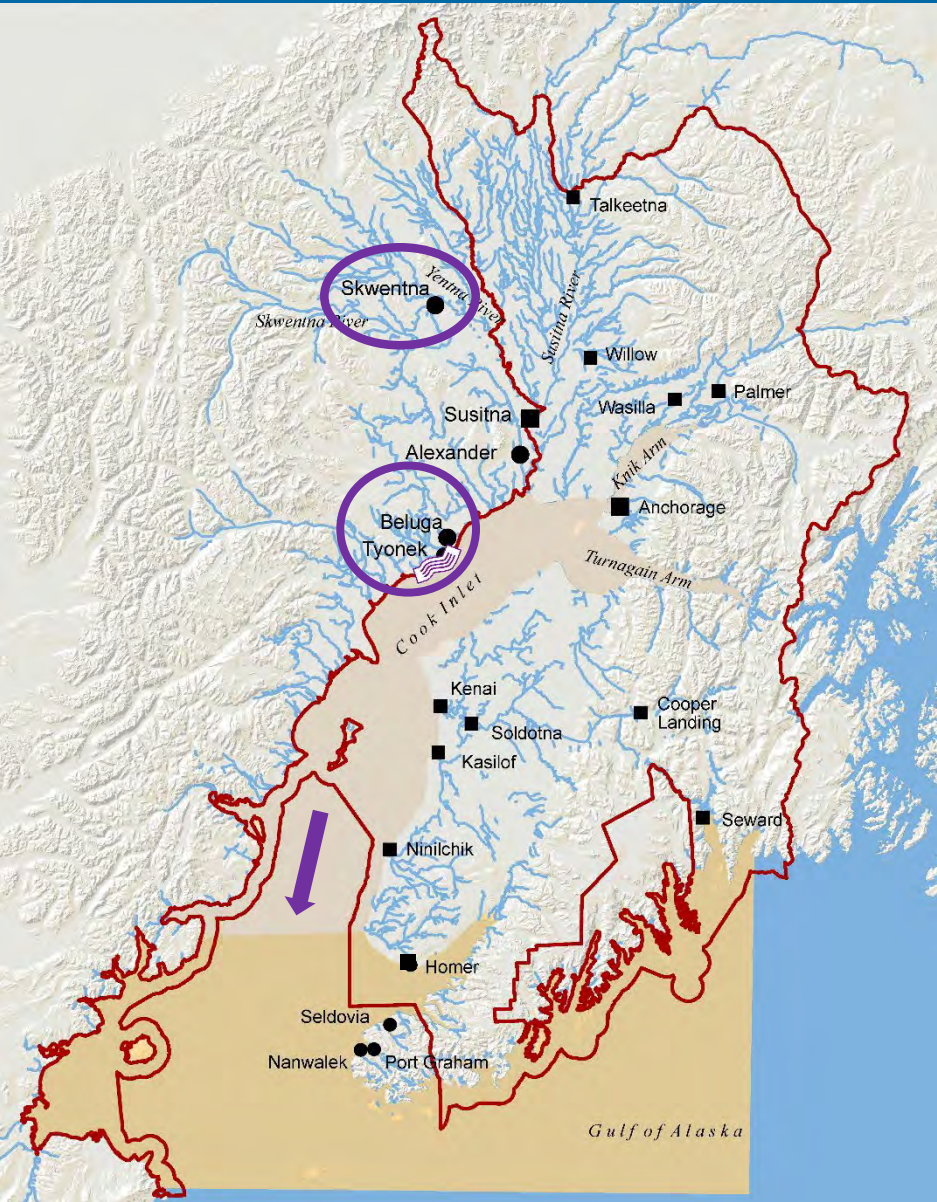 Talkeetna
Skwentna
Yentna River
Skwentna River
Susitna River
Willow
Wasilla
Palmer
Susitna
Alexander
Knik Arm
Anchorage
Beluga
Tyonek
Turnagain Arm
Cook Inlet
Kenai
Soldotna
Cooper
Landing
Kasilof
Seward
Ninilchik
Homer
Seldovia
Nanwalek
Port Graham
Gulf of Alaska